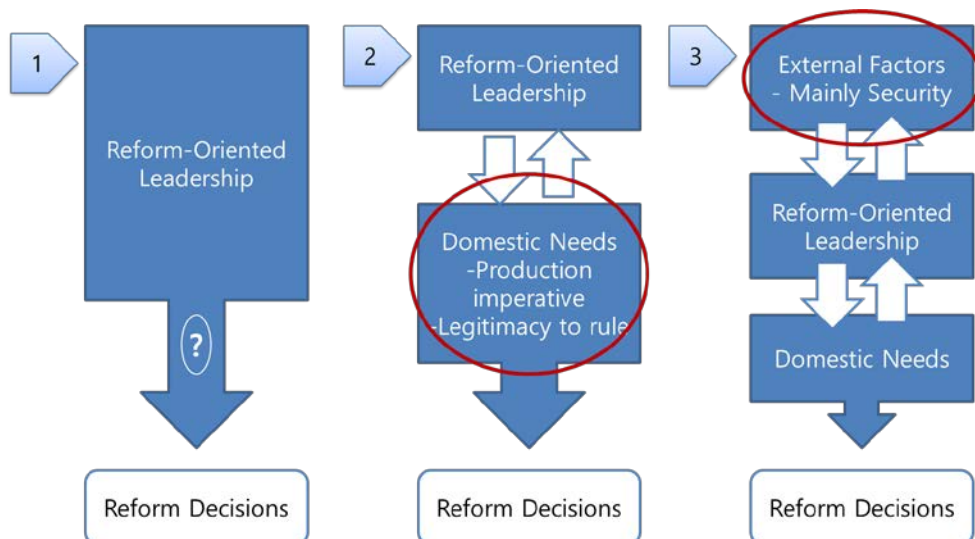 1
Reform-Oriented
Leadership
?
Reform Decisions
2
Reform-Oriented
Leadership
Domestic Needs
-Production
imperative
-Legitimacy to rule
Reform Decisions
3
External Factors
- Mainly Security
Reform-Oriented
Leadership
Domestic Needs
Reform Decisions